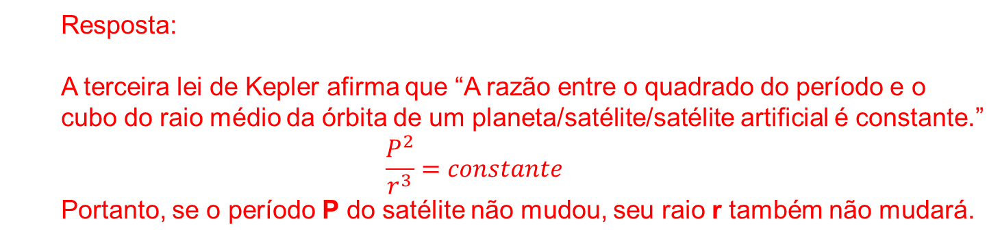 Resposta:
A terceira lei de Kepler afirma que “A razão entre o quadrado do período e o
cubo do raio médio da órbita de um planeta/satélite/satélite artificial é constante.”
P²/r³ = constante
Portanto, se o período P do satélite não mudou, seu raio r também não mudará.